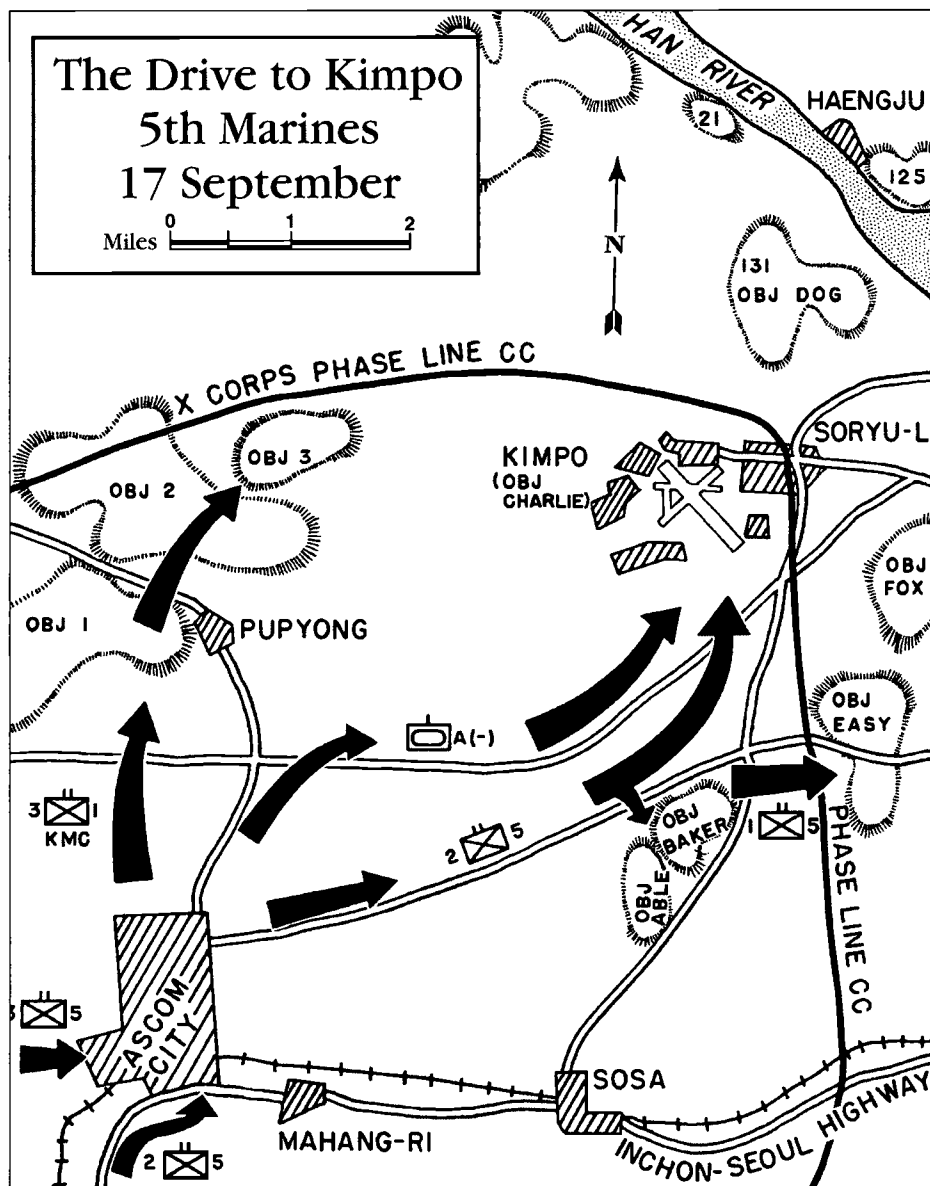 The Drive to Kimpo
5th Marines
17 September
0 1 2
Miles
HAN RIVER
HAENGJU
21
125
N
131
OBJ DOG
X CORPS PHASE LINE CC
SORYU-L
OBJ 3
OBJ 2
KIMPO
(OBJ
CHARLIE)
OBJ
FOX
OBJ 1
PUPYONG
OBJ
EASY
A(-)
3 1
KMC
2 5
OBJ
BAKER
1 5
OBJ
ABLE
PHASE LINE CC
ASCOM
CITY
3 5
SOSA
MAHANG-RI
INCHON-SEOUL HIGHWAY
2 5